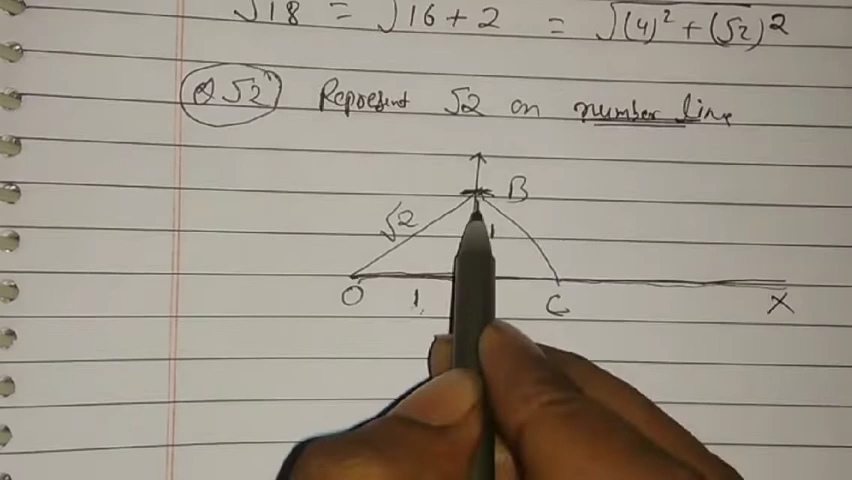 √18 = √16 + 2 = √(4)² + (√2)²
Q √2 Represent √2 on number line
B
√2 1
O 1 C X